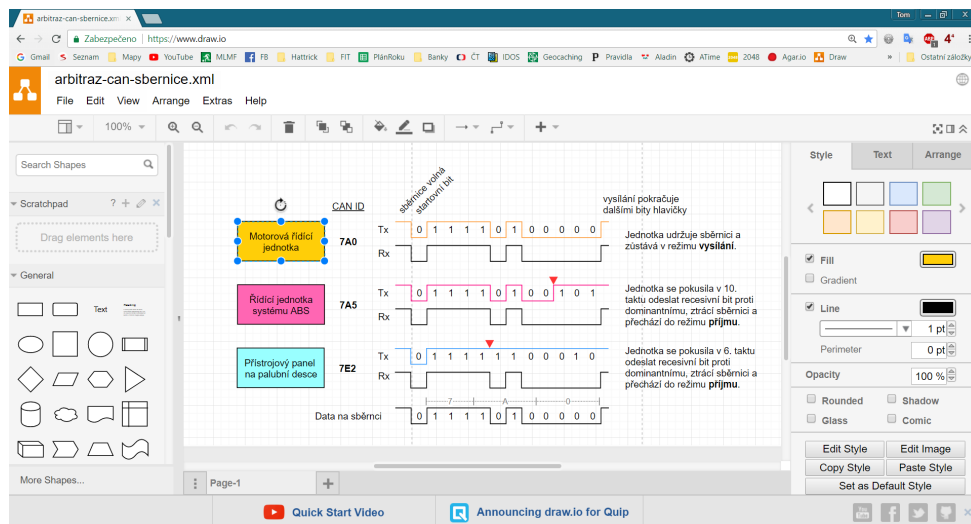 arbitraz-can-sbernice.xm
Tom
Zabezpečeno https://www.draw.io
Gmail Seznam Mapy YouTube MLMF FB Hattrick FIT PlánRoku Banky ČT IDOS Geocaching Pravidla Aladin ATime 2048 Agar.io Draw » Ostatní záložky
arbitraz-can-sbernice.xml
File Edit View Arrange Extras Help
100%
Search Shapes
Scratchpad
Drag elements here
General
Text
More Shapes...
sběrnice volná
startovní bit
CAN ID
vysílání pokračuje
dalšími bity hlavičky
Motorová řídící
jednotka
7A0
Tx
0 1 1 1 1 0 1 0 0 0 0 0
Rx
Jednotka udržuje sběrnici a
zůstává v režimu vysílání.
Řídící jednotka
systému ABS
7A5
Tx
0 1 1 1 1 0 1 0 0 1 0 1
Rx
Jednotka se pokusila v 10.
taktu odeslat recesivní bit proti
dominantnímu, ztrácí sběrnici a
přechází do režimu příjmu.
Přístrojový panel
na palubní desce
7E2
Tx
0 1 1 1 1 1 1 0 0 0 1 0
Rx
Jednotka se pokusila v 6. taktu
odeslat recesivní bit proti
dominantnímu, ztrácí sběrnici a
přechází do režimu příjmu.
7 A 0
Data na sběrnci
0 1 1 1 1 0 1 0 0 0 0 0
Page-1
Style Text Arrange
Fill
Gradient
Line
1 pt
Perimeter 0 pt
Opacity 100 %
Rounded Shadow
Glass Comic
Edit Style Edit Image
Copy Style Paste Style
Set as Default Style
Quick Start Video Announcing draw.io for Quip